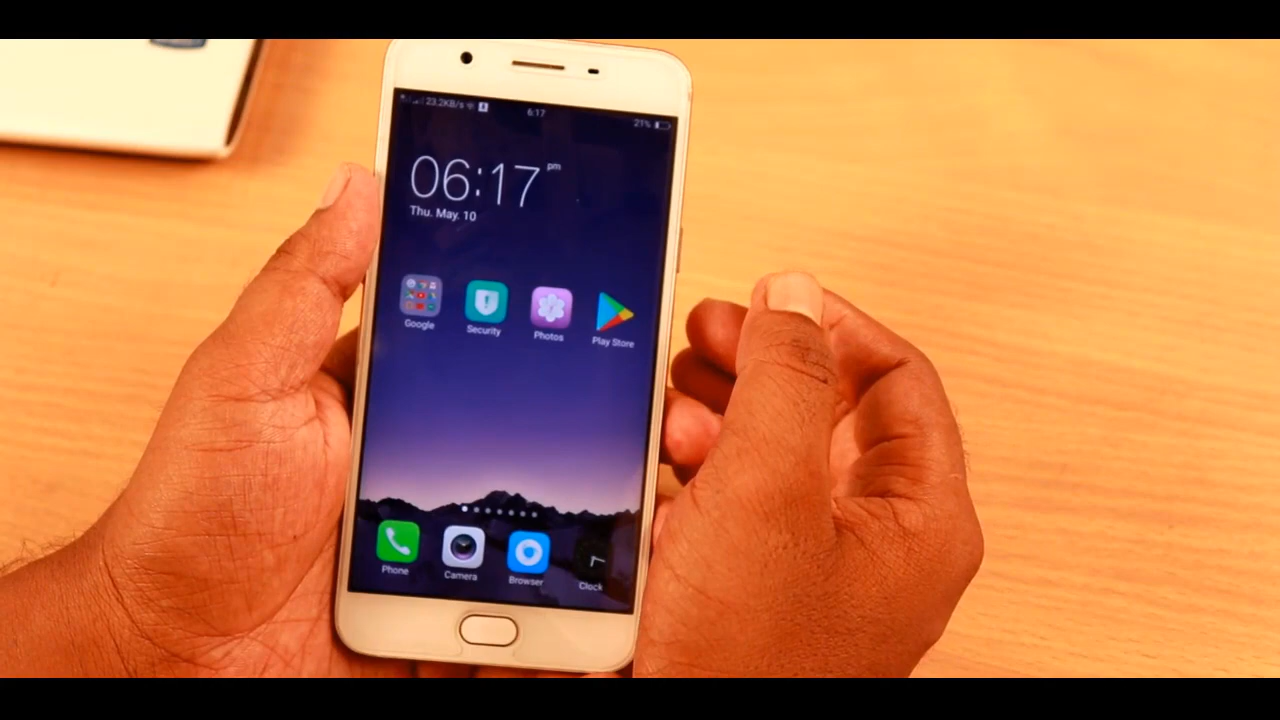 23.2KB/s
6:17
21%
06:17 pm
Thu. May. 10
Google
Security
Photos
Play Store
Phone
Camera
Browser
Clock